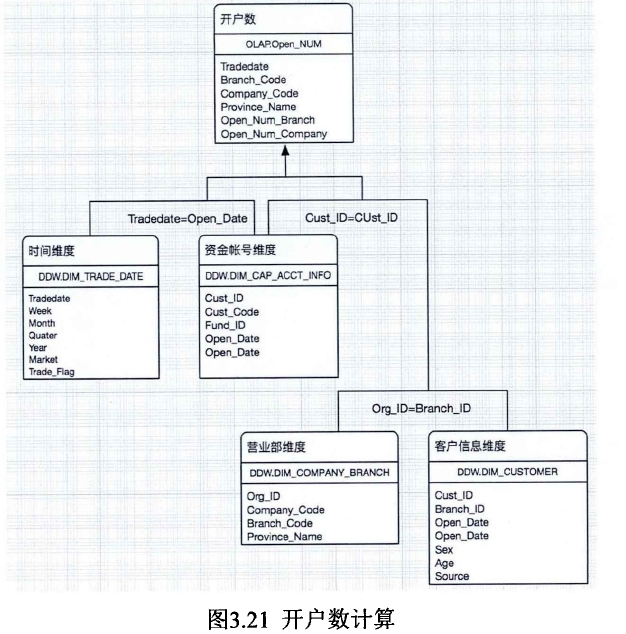 开户数
OLAP.Open_NUM
Tradedate
Branch_Code
Company_Code
Province_Name
Open_Num_Branch
Open_Num_Company
Tradedate=Open_Date
Cust_ID=CUst_ID
时间维度
DDW.DIM_TRADE_DATE
Tradedate
Week
Month
Quater
Year
Market
Trade_Flag
资金帐号维度
DDW.DIM_CAP_ACCT_INFO
Cust_ID
Cust_Code
Fund_ID
Open_Date
Open_Date
Org_ID=Branch_ID
营业部维度
DDW.DIM_COMPANY_BRANCH
Org_ID
Company_Code
Branch_Code
Province_Name
客户信息维度
DDW.DIM_CUSTOMER
Cust_ID
Branch_ID
Open_Date
Open_Date
Sex
Age
Source
图3.21 开户数计算